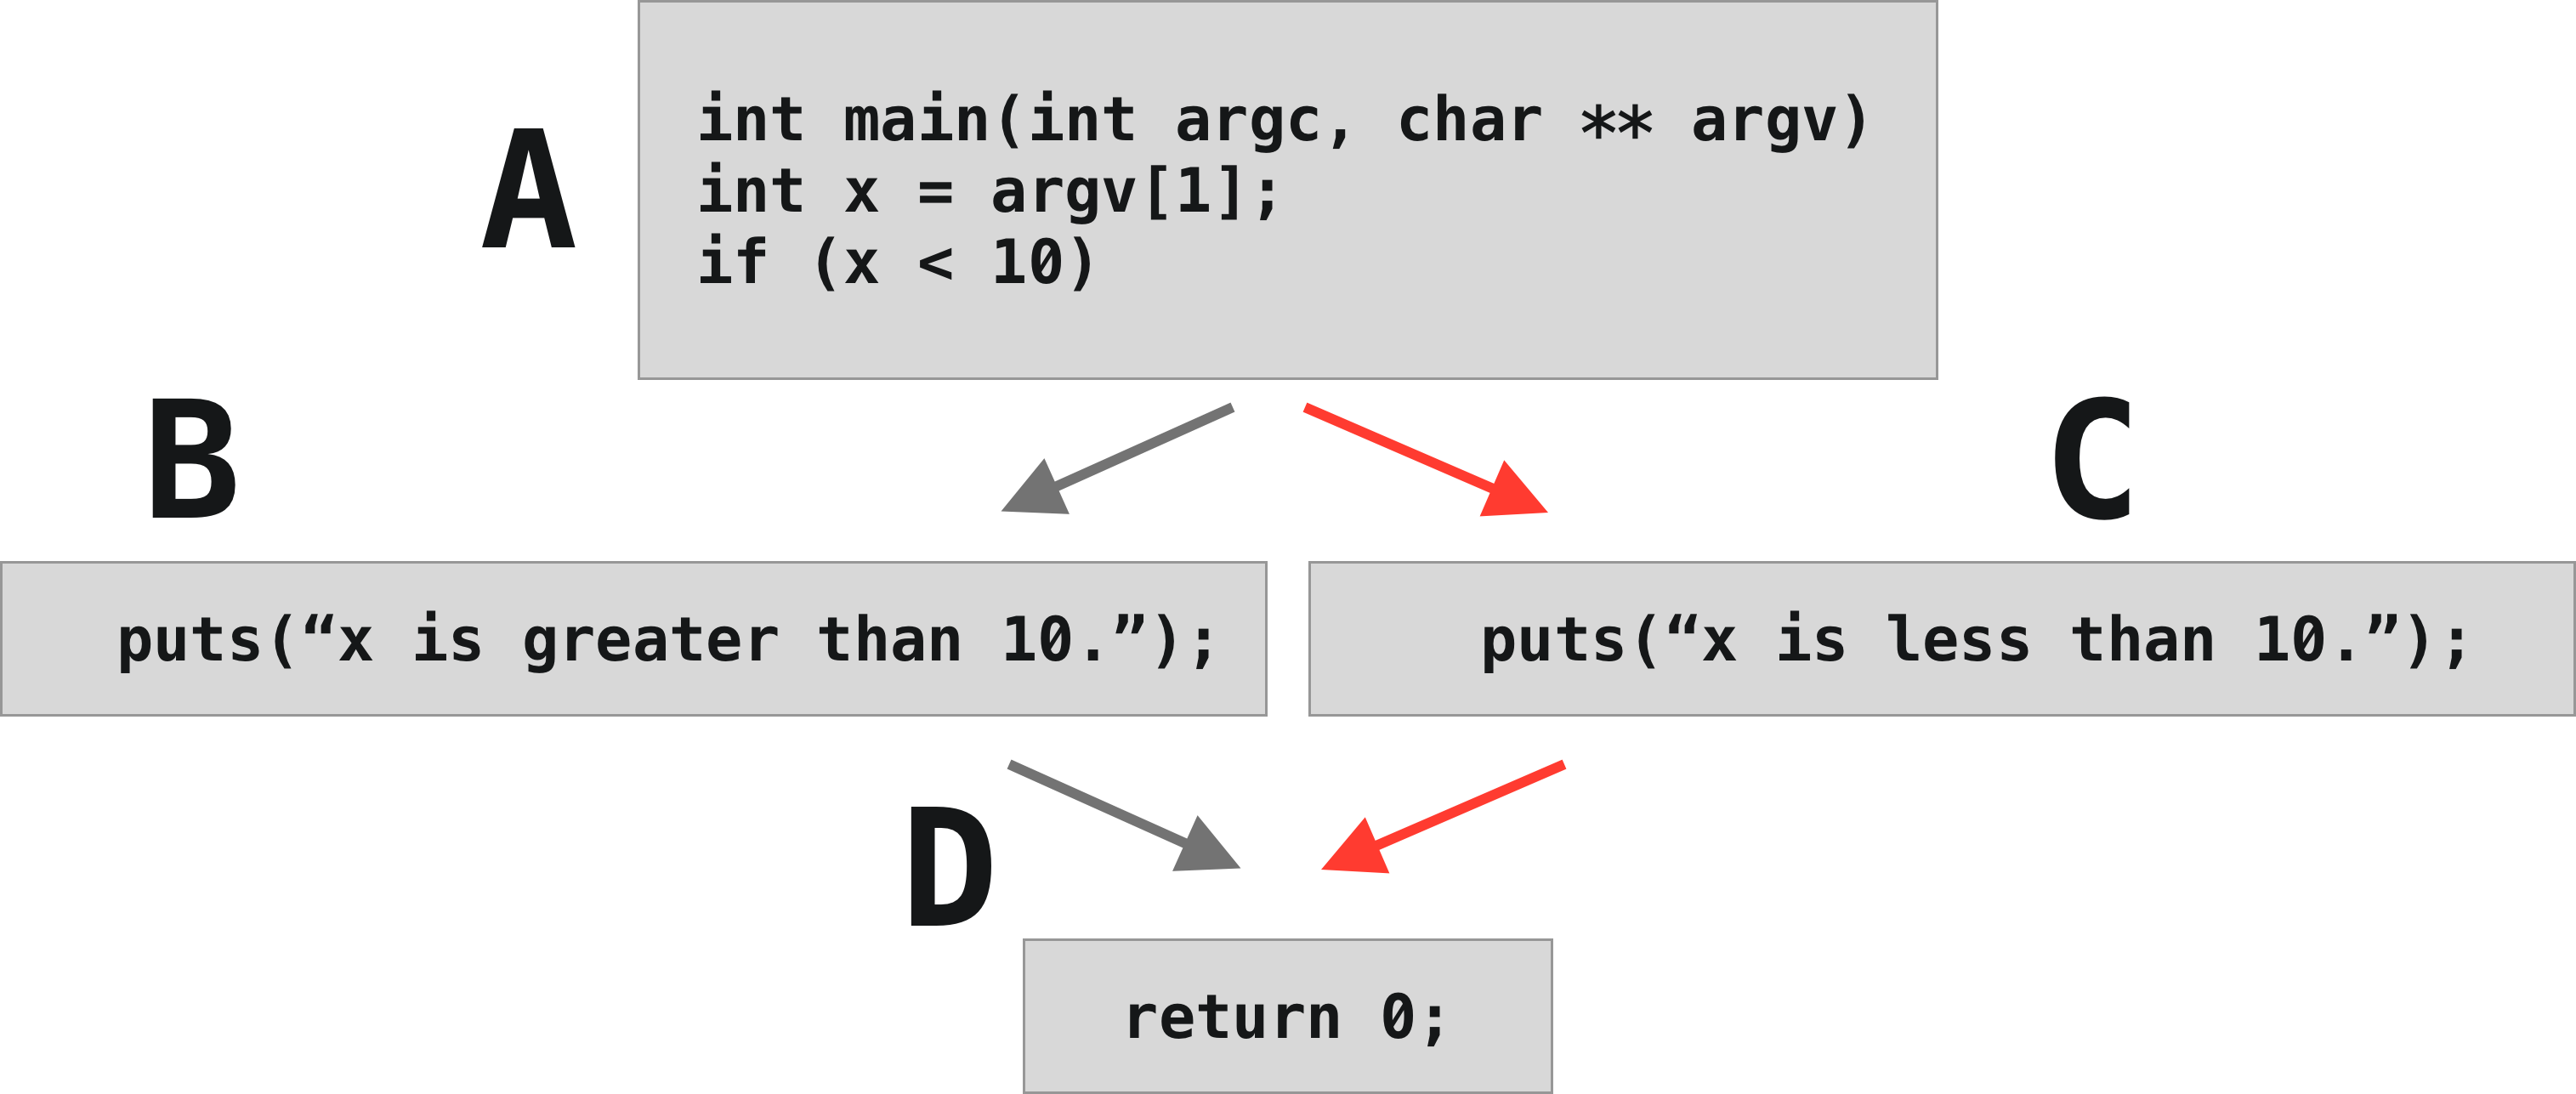 A
int main(int argc, char ** argv)
int x = argv[1];
if (x < 10)
B
C
puts(“x is greater than 10.”);
puts(“x is less than 10.”);
D
return 0;